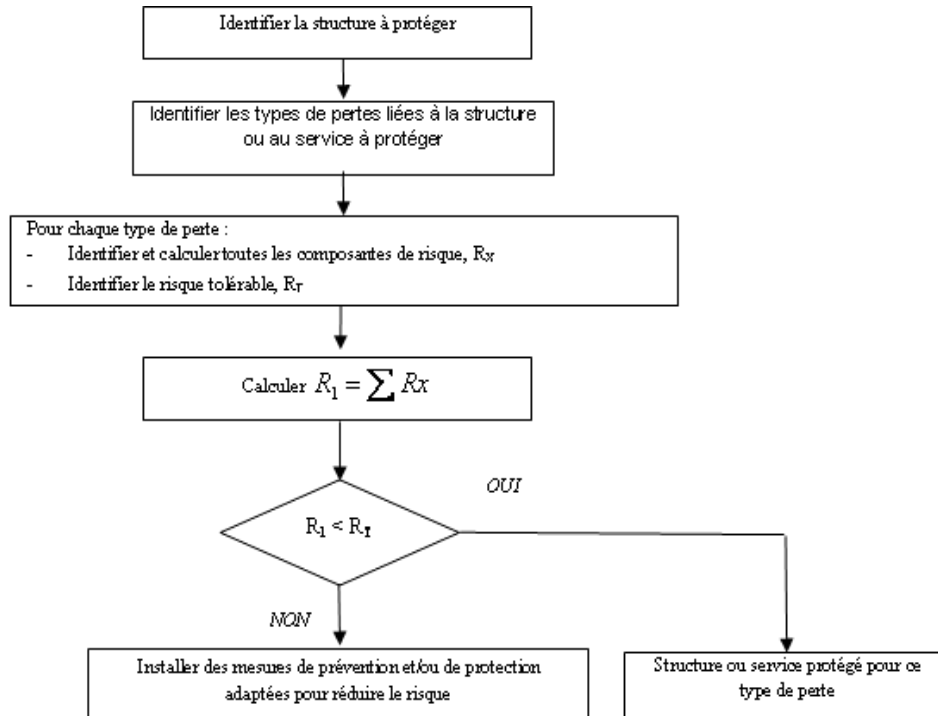 Identifier la structure à protéger
Identifier les types de pertes liées à la structure
ou au service à protéger
Pour chaque type de perte :
- Identifier et calculer toutes les composantes de risque, Rx
- Identifier le risque tolérable, RT
Calculer R1 = ∑ Rx
R1 < RT
OUI
NON
Installer des mesures de prévention et/ou de protection
adaptées pour réduire le risque
Structure ou service protégé pour ce
type de perte